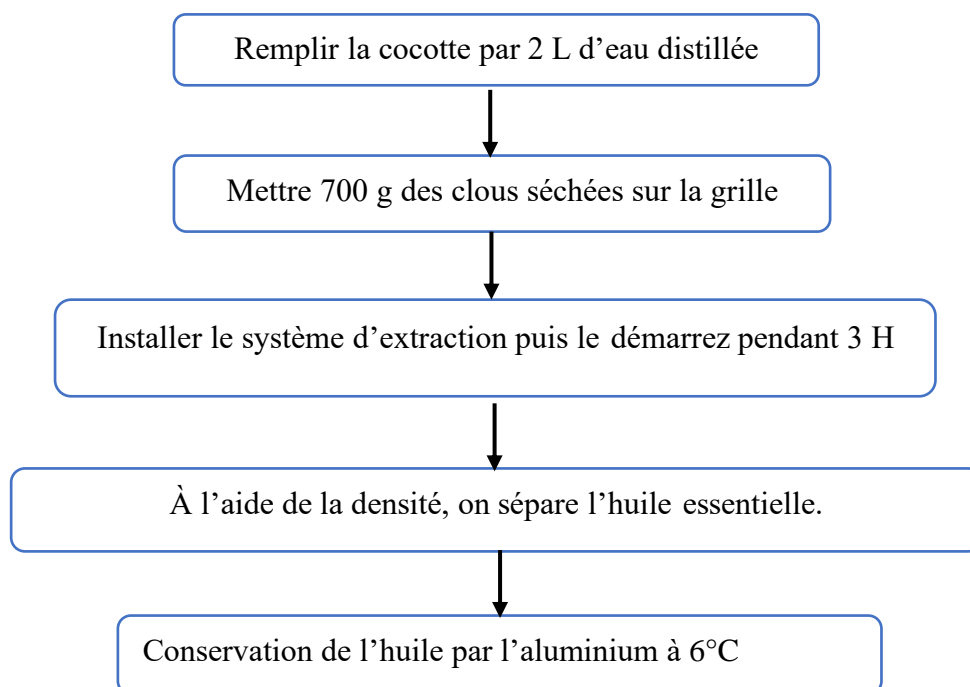 Remplir la cocotte par 2 L d’eau distillée
Mettre 700 g des clous séchées sur la grille
Installer le système d’extraction puis le démarrez pendant 3 H
À l’aide de la densité, on sépare l’huile essentielle.
Conservation de l’huile par l’aluminium à 6°C